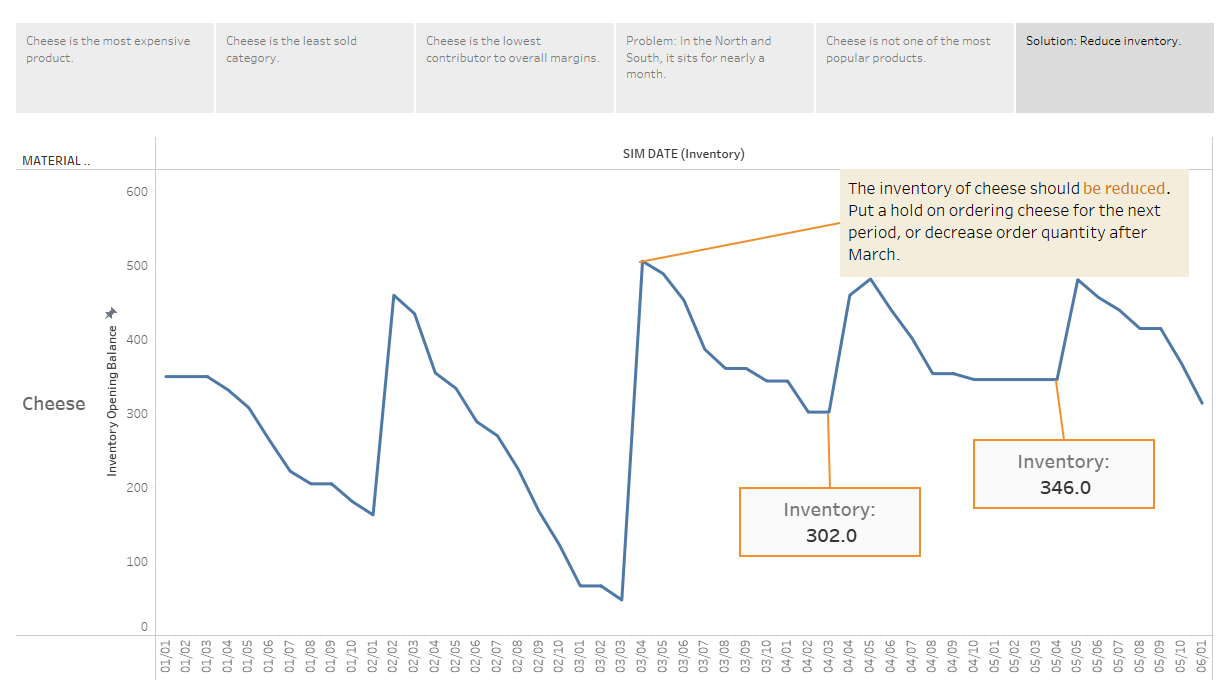 Cheese is the most expensive
product.
Cheese is the least sold
category.
Cheese is the lowest
contributor to overall margins.
Problem: In the North and
South, it sits for nearly a
month.
Cheese is not one of the most
popular products.
Solution: Reduce inventory.
MATERIAL ..
SIM DATE (Inventory)
The inventory of cheese should be reduced.
Put a hold on ordering cheese for the next
period, or decrease order quantity after
March.
Cheese
Inventory Opening Balance
600
500
400
300
200
100
0
Inventory:
302.0
Inventory:
346.0
01/01
01/02
01/03
01/04
01/05
01/06
01/07
01/08
01/09
01/10
02/01
02/02
02/03
02/04
02/05
02/06
02/07
02/08
02/09
02/10
03/01
03/02
03/03
03/04
03/05
03/06
03/07
03/08
03/09
03/10
04/01
04/02
04/03
04/04
04/05
04/06
04/07
04/08
04/09
04/10
05/01
05/02
05/03
05/04
05/05
05/06
05/07
05/08
05/09
05/10
06/01